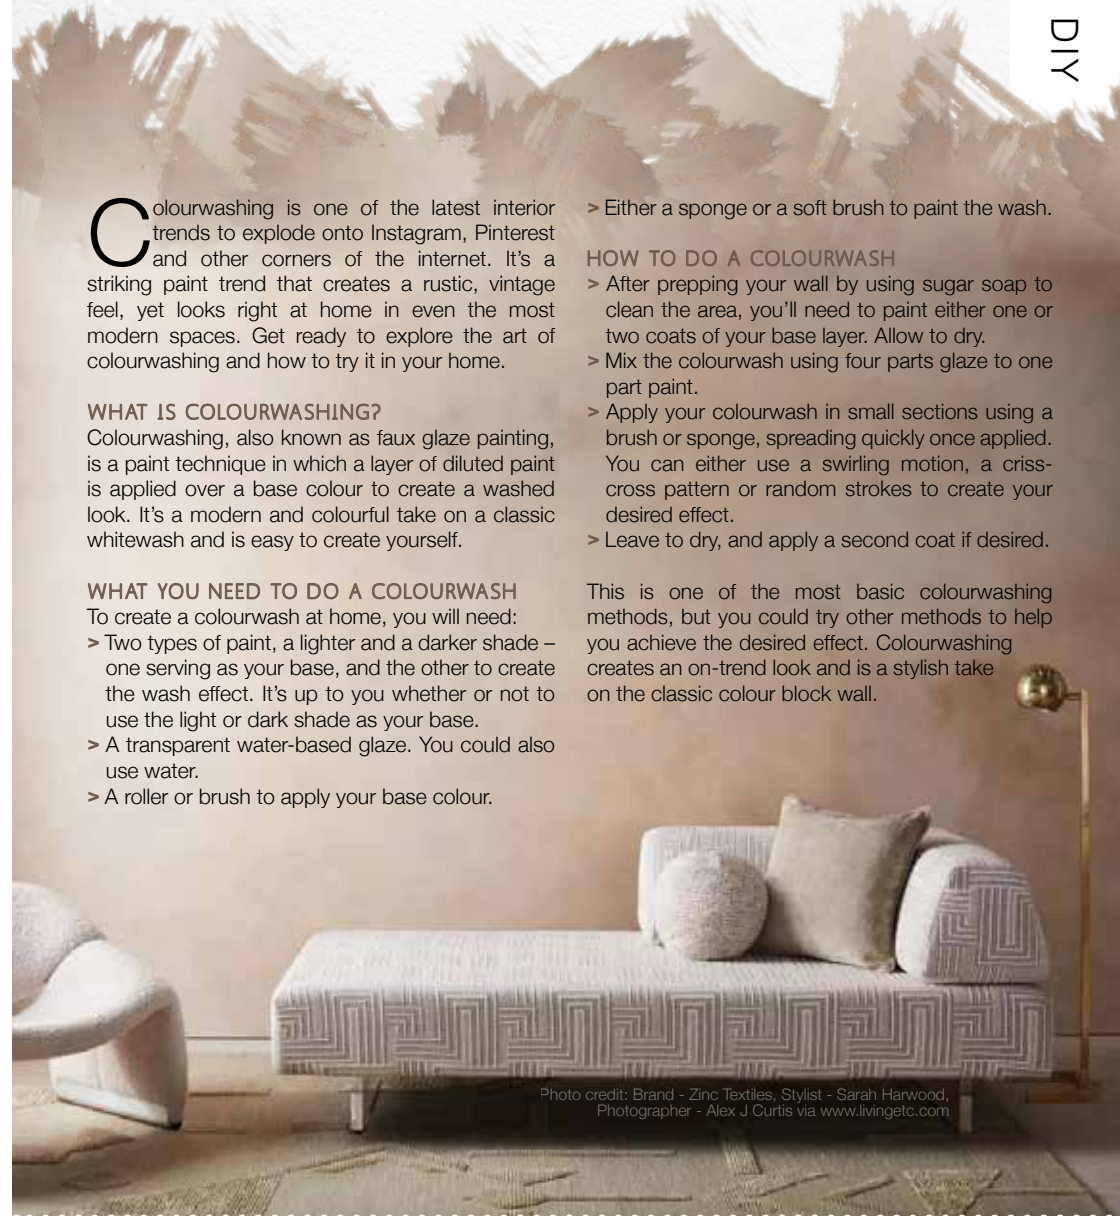 DIY
Colourwashing is one of the latest interior
trends to explode onto Instagram, Pinterest
and other corners of the internet. It's a
striking paint trend that creates a rustic, vintage
feel, yet looks right at home in even the most
modern spaces. Get ready to explore the art of
colourwashing and how to try it in your home.
WHAT IS COLOURWASHING?
Colourwashing, also known as faux glaze painting,
is a paint technique in which a layer of diluted paint
is applied over a base colour to create a washed
look. It's a modern and colourful take on a classic
whitewash and is easy to create yourself.
WHAT YOU NEED TO DO A COLOURWASH
To create a colourwash at home, you will need:
> Two types of paint, a lighter and a darker shade –
one serving as your base, and the other to create
the wash effect. It's up to you whether or not to
use the light or dark shade as your base.
> A transparent water-based glaze. You could also
use water.
> A roller or brush to apply your base colour.
> Either a sponge or a soft brush to paint the wash.
HOW TO DO A COLOURWASH
> After prepping your wall by using sugar soap to
clean the area, you'll need to paint either one or
two coats of your base layer. Allow to dry.
> Mix the colourwash using four parts glaze to one
part paint.
> Apply your colourwash in small sections using a
brush or sponge, spreading quickly once applied.
You can either use a swirling motion, a criss-
cross pattern or random strokes to create your
desired effect.
> Leave to dry, and apply a second coat if desired.
This is one of the most basic colourwashing
methods, but you could try other methods to help
you achieve the desired effect. Colourwashing
creates an on-trend look and is a stylish take
on the classic colour block wall.
Photo credit: Brand - Zinc Textiles, Stylist - Sarah Harwood,
Photographer - Alex J Curtis via www.livingetc.com